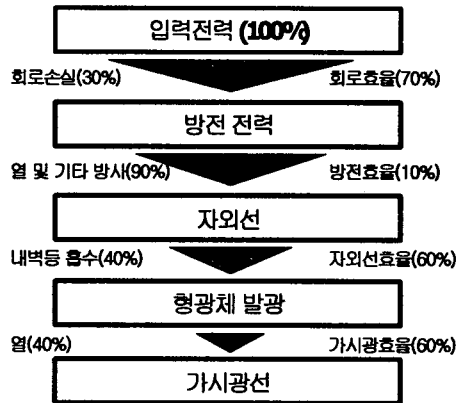 입력전력 (100%)
회로손실(30%) 회로효율(70%)
방전 전력
열 및 기타 방사(90%) 방전효율(10%)
자외선
내벽등 흡수(40%) 자외선효율(60%)
형광체 발광
열(40%) 가시광효율(60%)
가시광선